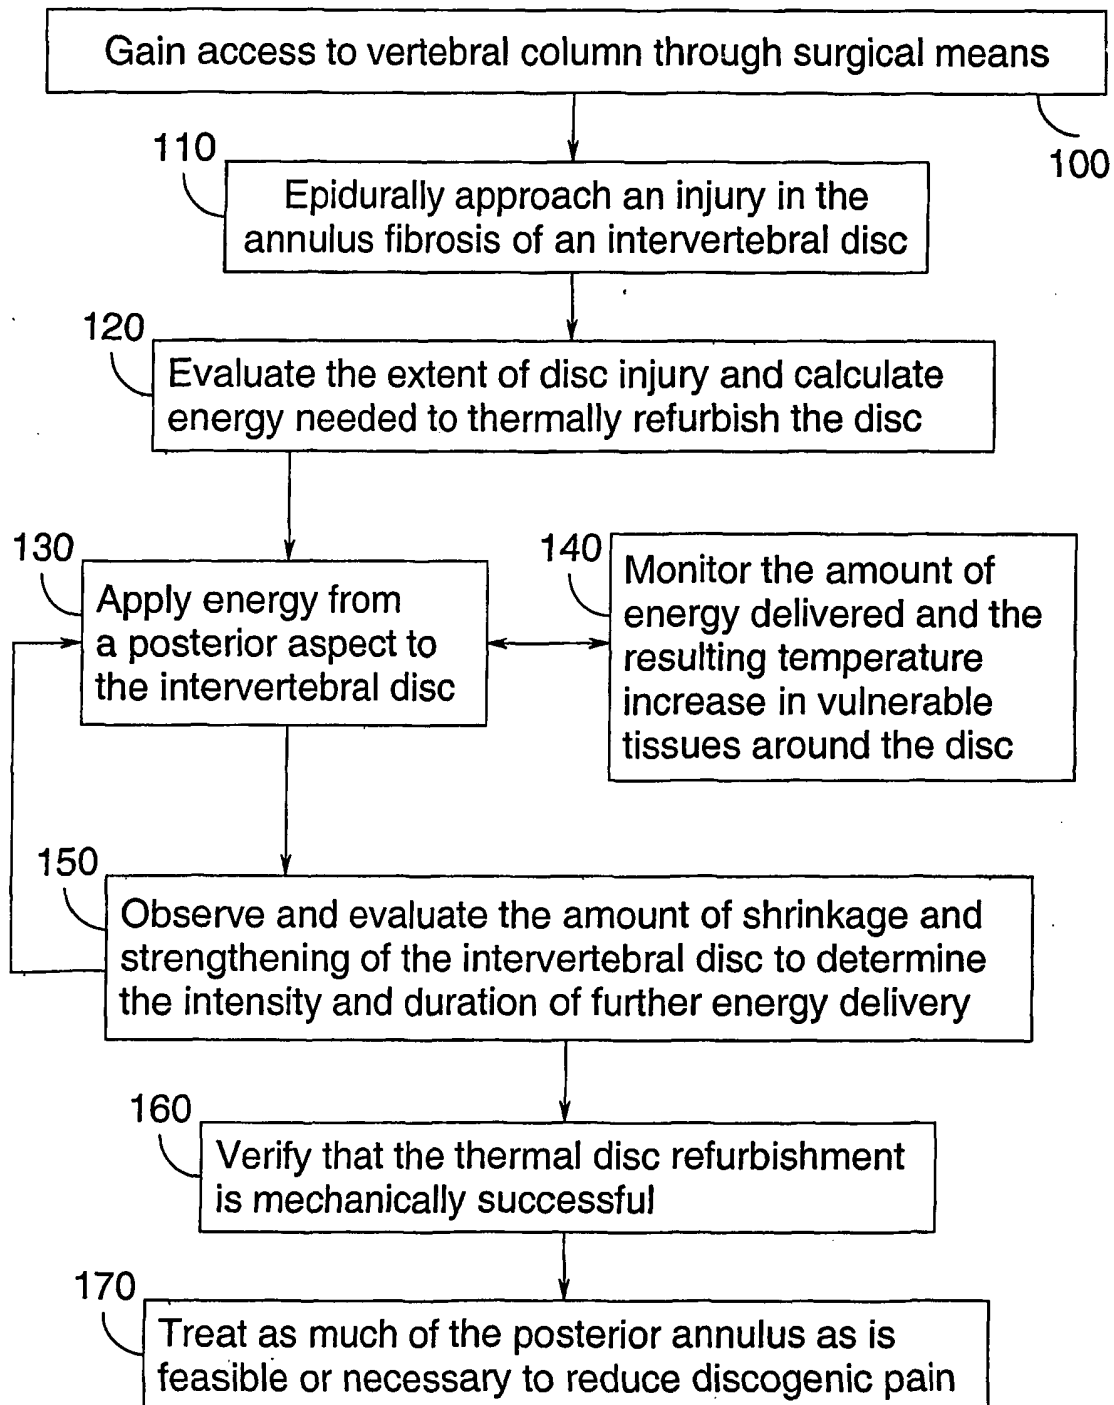 Gain access to vertebral column through surgical means
100
110
Epidurally approach an injury in the
annulus fibrosis of an intervertebral disc
120
Evaluate the extent of disc injury and calculate
energy needed to thermally refurbish the disc
130
Apply energy from
a posterior aspect to
the intervertebral disc
140
Monitor the amount of
energy delivered and the
resulting temperature
increase in vulnerable
tissues around the disc
150
Observe and evaluate the amount of shrinkage and
strengthening of the intervertebral disc to determine
the intensity and duration of further energy delivery
160
Verify that the thermal disc refurbishment
is mechanically successful
170
Treat as much of the posterior annulus as is
feasible or necessary to reduce discogenic pain